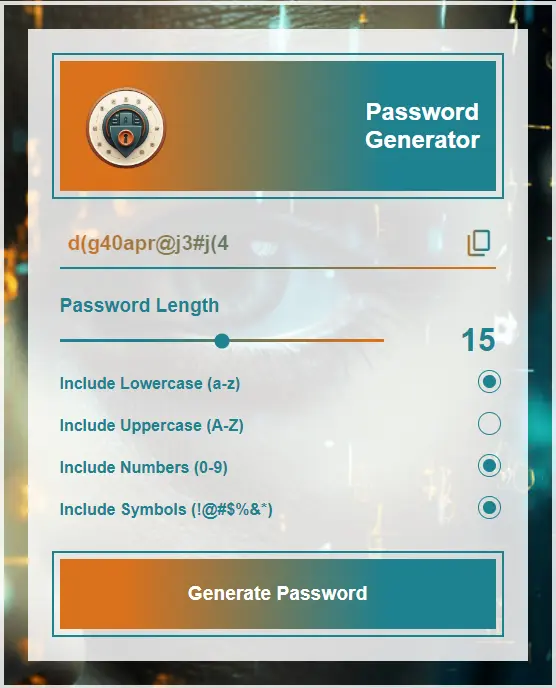 Password
Generator
d(g40apr@j3#j(4
Password Length
15
Include Lowercase (a-z)
Include Uppercase (A-Z)
Include Numbers (0-9)
Include Symbols (!@#$%&*)
Generate Password